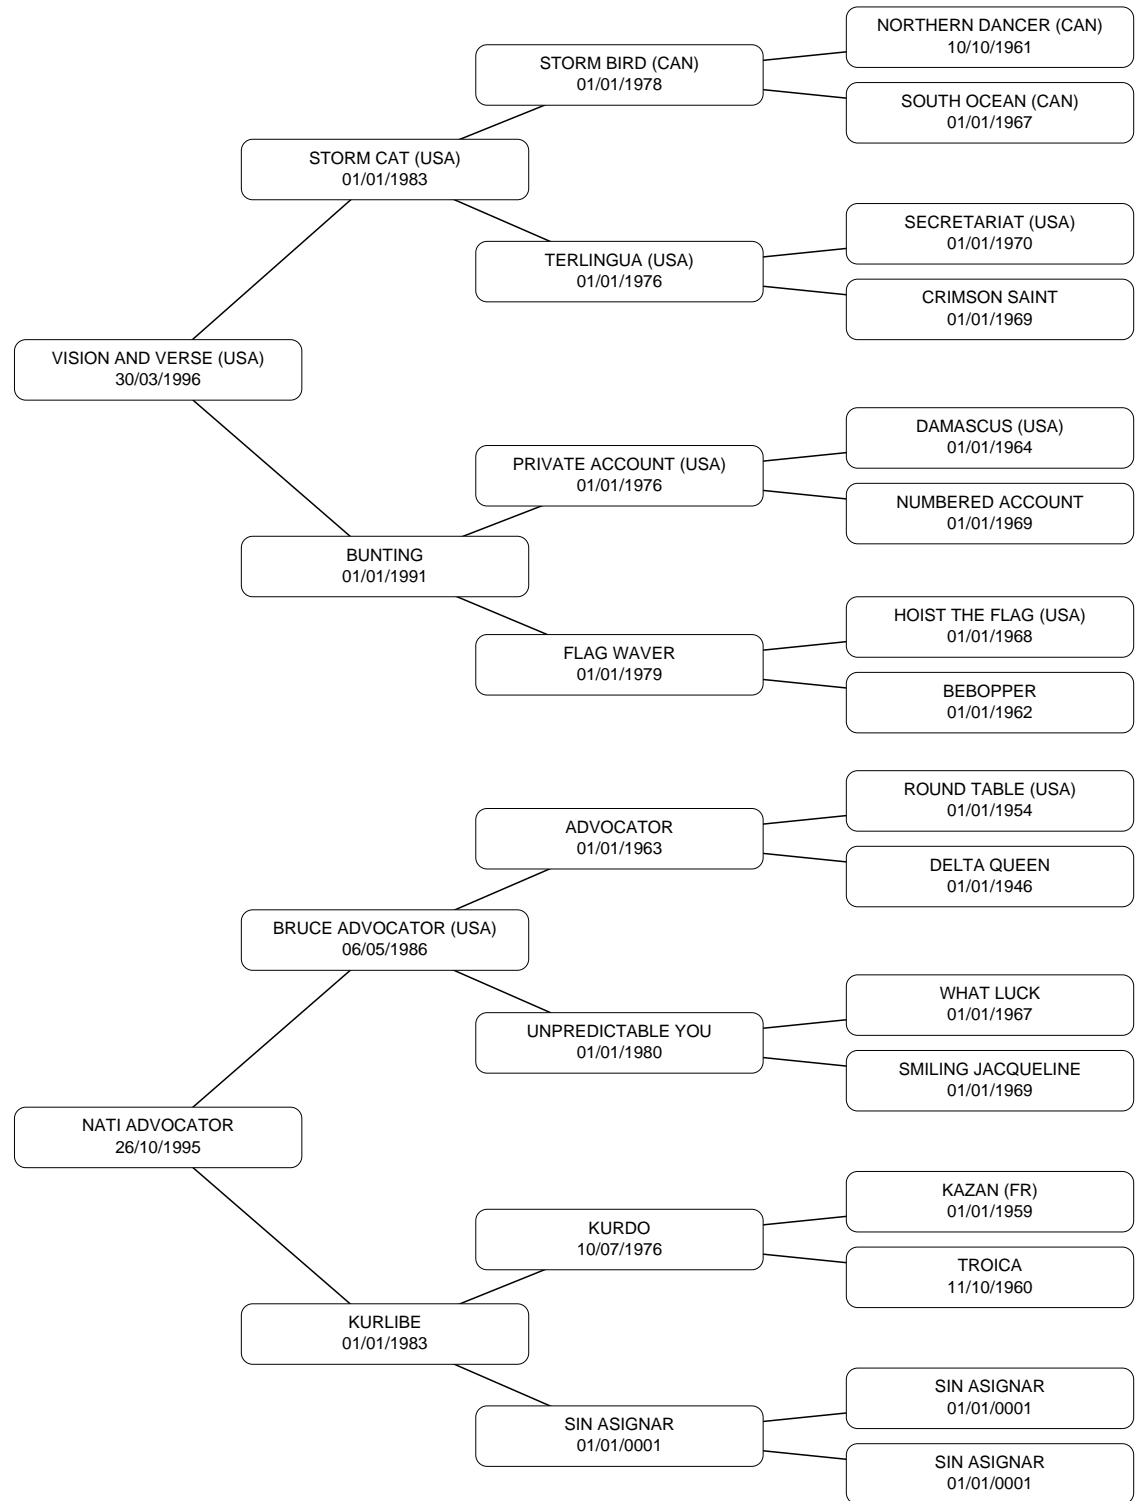 NORTHERN DANCER (CAN)
10/10/1961
STORM BIRD (CAN)
01/01/1978
SOUTH OCEAN (CAN)
01/01/1967
STORM CAT (USA)
01/01/1983
SECRETARIAT (USA)
01/01/1970
TERLINGUA (USA)
01/01/1976
CRIMSON SAINT
01/01/1969
VISION AND VERSE (USA)
30/03/1996
DAMASCUS (USA)
01/01/1964
PRIVATE ACCOUNT (USA)
01/01/1976
NUMBERED ACCOUNT
01/01/1969
BUNTING
01/01/1991
HOIST THE FLAG (USA)
01/01/1968
FLAG WAVER
01/01/1979
BEBOPPER
01/01/1962
ROUND TABLE (USA)
01/01/1954
ADVOCATOR
01/01/1963
DELTA QUEEN
01/01/1946
BRUCE ADVOCATOR (USA)
06/05/1986
WHAT LUCK
01/01/1967
UNPREDICTABLE YOU
01/01/1980
SMILING JACQUELINE
01/01/1969
NATI ADVOCATOR
26/10/1995
KAZAN (FR)
01/01/1959
KURDO
10/07/1976
TROICA
11/10/1960
KURLIBE
01/01/1983
SIN ASIGNAR
01/01/0001
SIN ASIGNAR
01/01/0001
SIN ASIGNAR
01/01/0001